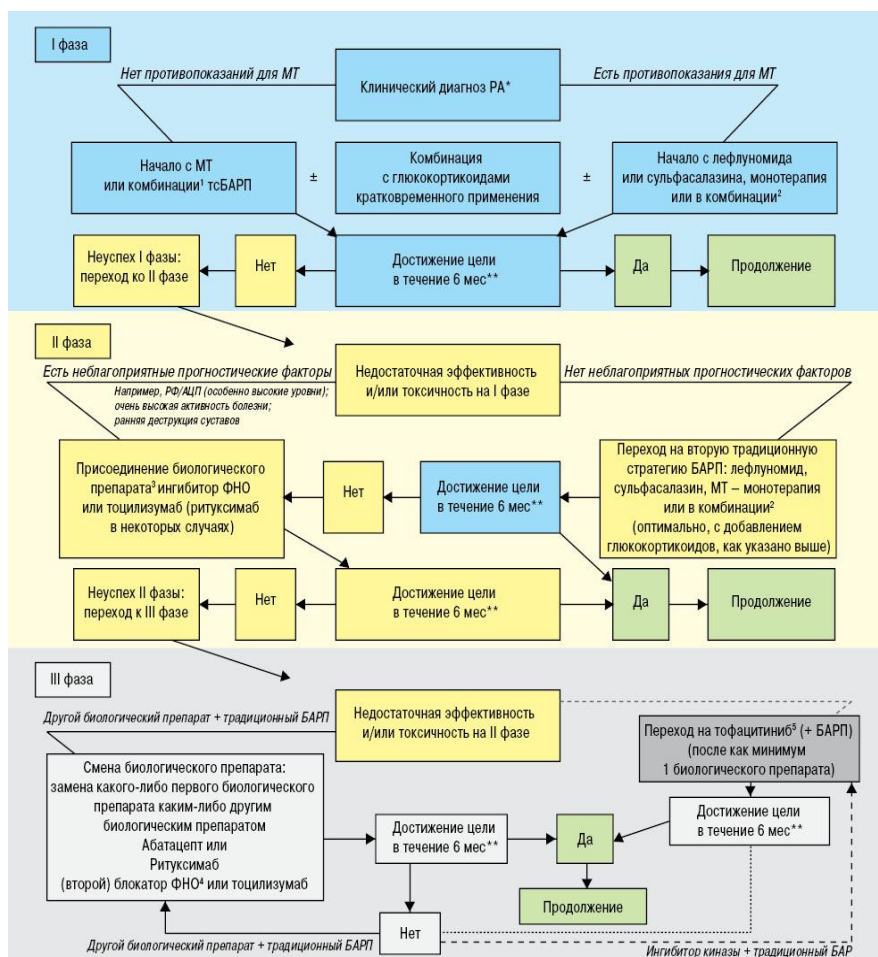 I фаза
Нет противопоказаний для МТ
Клинический диагноз РА*
Есть противопоказания для МТ
Начало с МТ
или комбинации¹ тсБАРП
±
Комбинация
с глюкокортикоидами
кратковременного применения
±
Начало с лефлуномида
или сульфасалазина, монотерапия
или в комбинации²
Неуспех I фазы:
переход ко II фазе
Нет
Достижение цели
в течение 6 мес**
Да
Продолжение
II фаза
Есть неблагоприятные прогностические факторы
Например, РФ/АЦП (особенно высокие уровни);
очень высокая активность болезни;
ранняя деструкция суставов
Недостаточная эффективность
и/или токсичность на I фазе
Нет неблагоприятных прогностических факторов
Присоединение биологического
препарата³ ингибитор ФНО
или тоцилизумаб (ритуксимаб
в некоторых случаях)
Нет
Достижение цели
в течение 6 мес**
Переход на вторую традиционную
стратегию БАРП: лефлуномид,
сульфасалазин, МТ – монотерапия
или в комбинации²
(оптимально, с добавлением
глюкокортикоидов, как указано выше)
Неуспех II фазы:
переход к III фазе
Нет
Достижение цели
в течение 6 мес**
Да
Продолжение
III фаза
Другой биологический препарат + традиционный БАРП
Недостаточная эффективность
и/или токсичность на II фазе
Переход на тофацитиниб⁵ (+ БАРП)
(после как минимум
1 биологического препарата)
Смена биологического препарата:
замена какого-либо первого биологического
препарата каким-либо другим
биологическим препаратом
Абатацепт или
Ритуксимаб
(второй) блокатор ФНО⁴ или тоцилизумаб
Достижение цели
в течение 6 мес**
Да
Достижение цели
в течение 6 мес**
Продолжение
Нет
Другой биологический препарат + традиционный БАРП
Ингибитор киназы + традиционный БАР